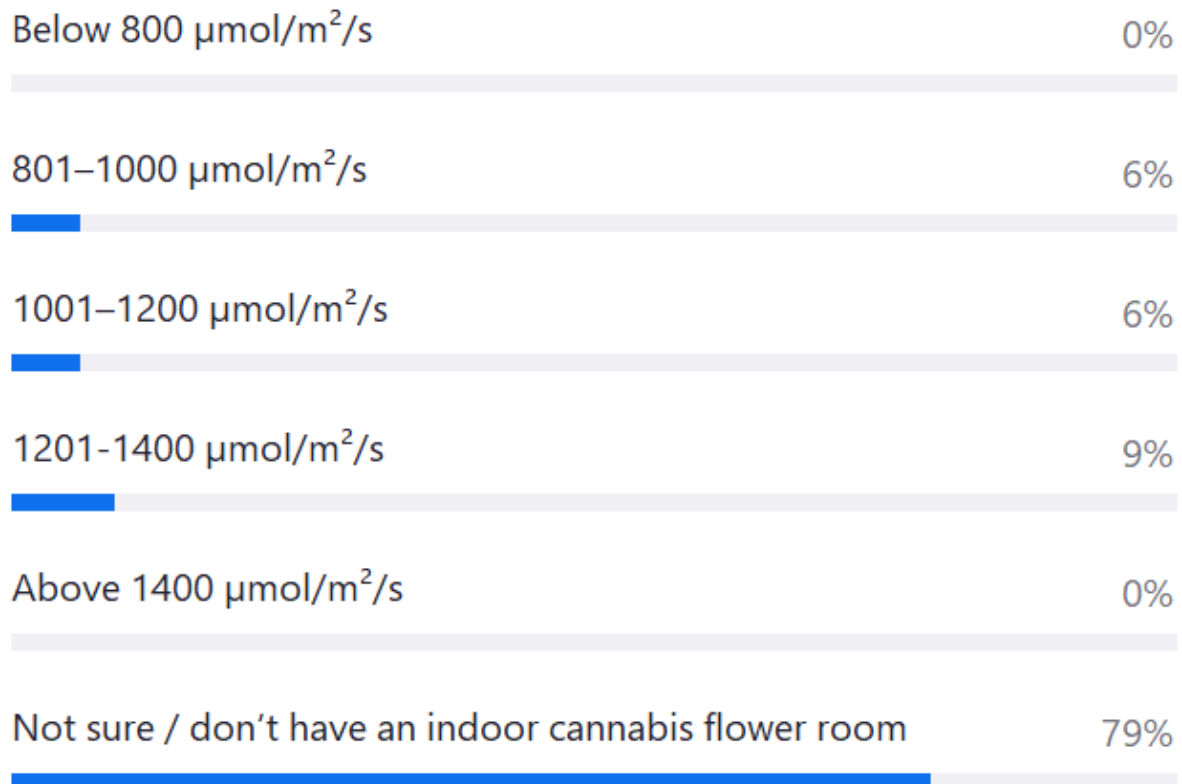 Below 800 µmol/m²/s 0%
801–1000 µmol/m²/s 6%
1001–1200 µmol/m²/s 6%
1201-1400 µmol/m²/s 9%
Above 1400 µmol/m²/s 0%
Not sure / don’t have an indoor cannabis flower room 79%